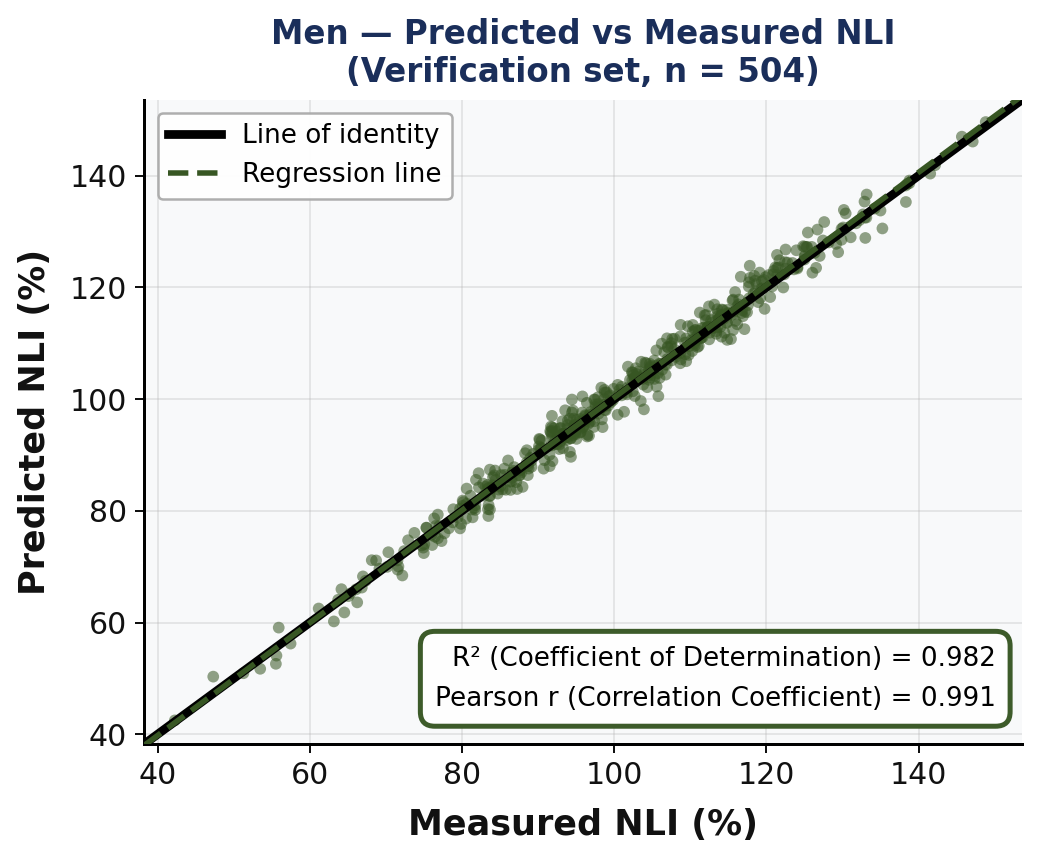 Men — Predicted vs Measured NLI
(Verification set, n = 504)
Line of identity
Regression line
Predicted NLI (%)
140
120
100
80
60
40
R² (Coefficient of Determination) = 0.982
Pearson r (Correlation Coefficient) = 0.991
40 60 80 100 120 140
Measured NLI (%)